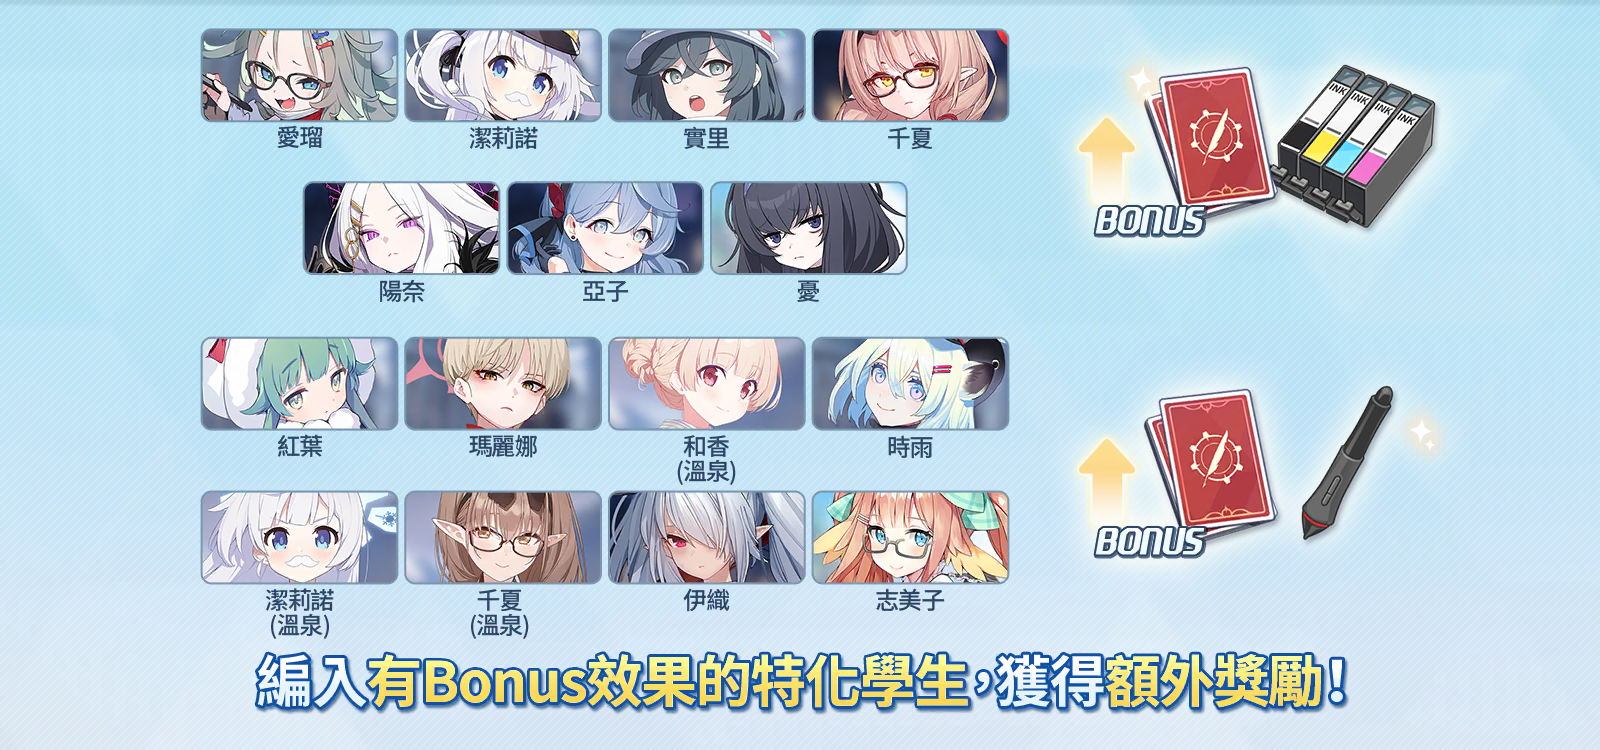 愛瑠
潔莉諾
實里
千夏
INK
INK
INK
INK
BONUS
陽奈
亞子
憂
紅葉
瑪麗娜
和香
(溫泉)
時雨
BONUS
潔莉諾
(溫泉)
千夏
(溫泉)
伊織
志美子
編入有Bonus效果的特化學生,獲得額外獎勵!